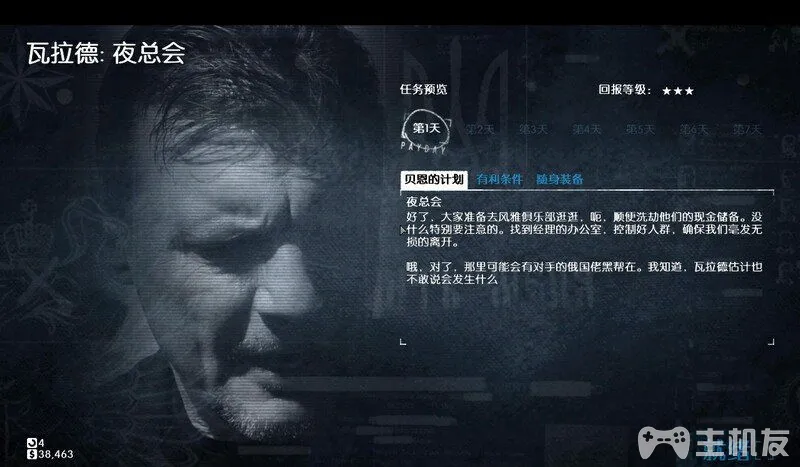 瓦拉德: 夜总会
任务预览
回报等级: ★★★
第1天 第2天 第3天 第4天 第5天 第6天 第7天
PAYDAY
贝恩的计划 有利条件 随身装备
夜总会
好了，大家准备去风雅俱乐部逛逛，呃，顺便洗劫他们的现金储备。没
什么特别要注意的。找到经理的办公室，控制好人群，确保我们毫发无
损的离开。
哦，对了，那里可能会有对手的俄国佬黑帮在。我知道，瓦拉德估计也
不敢说会发生什么
4
$38,463
主机友